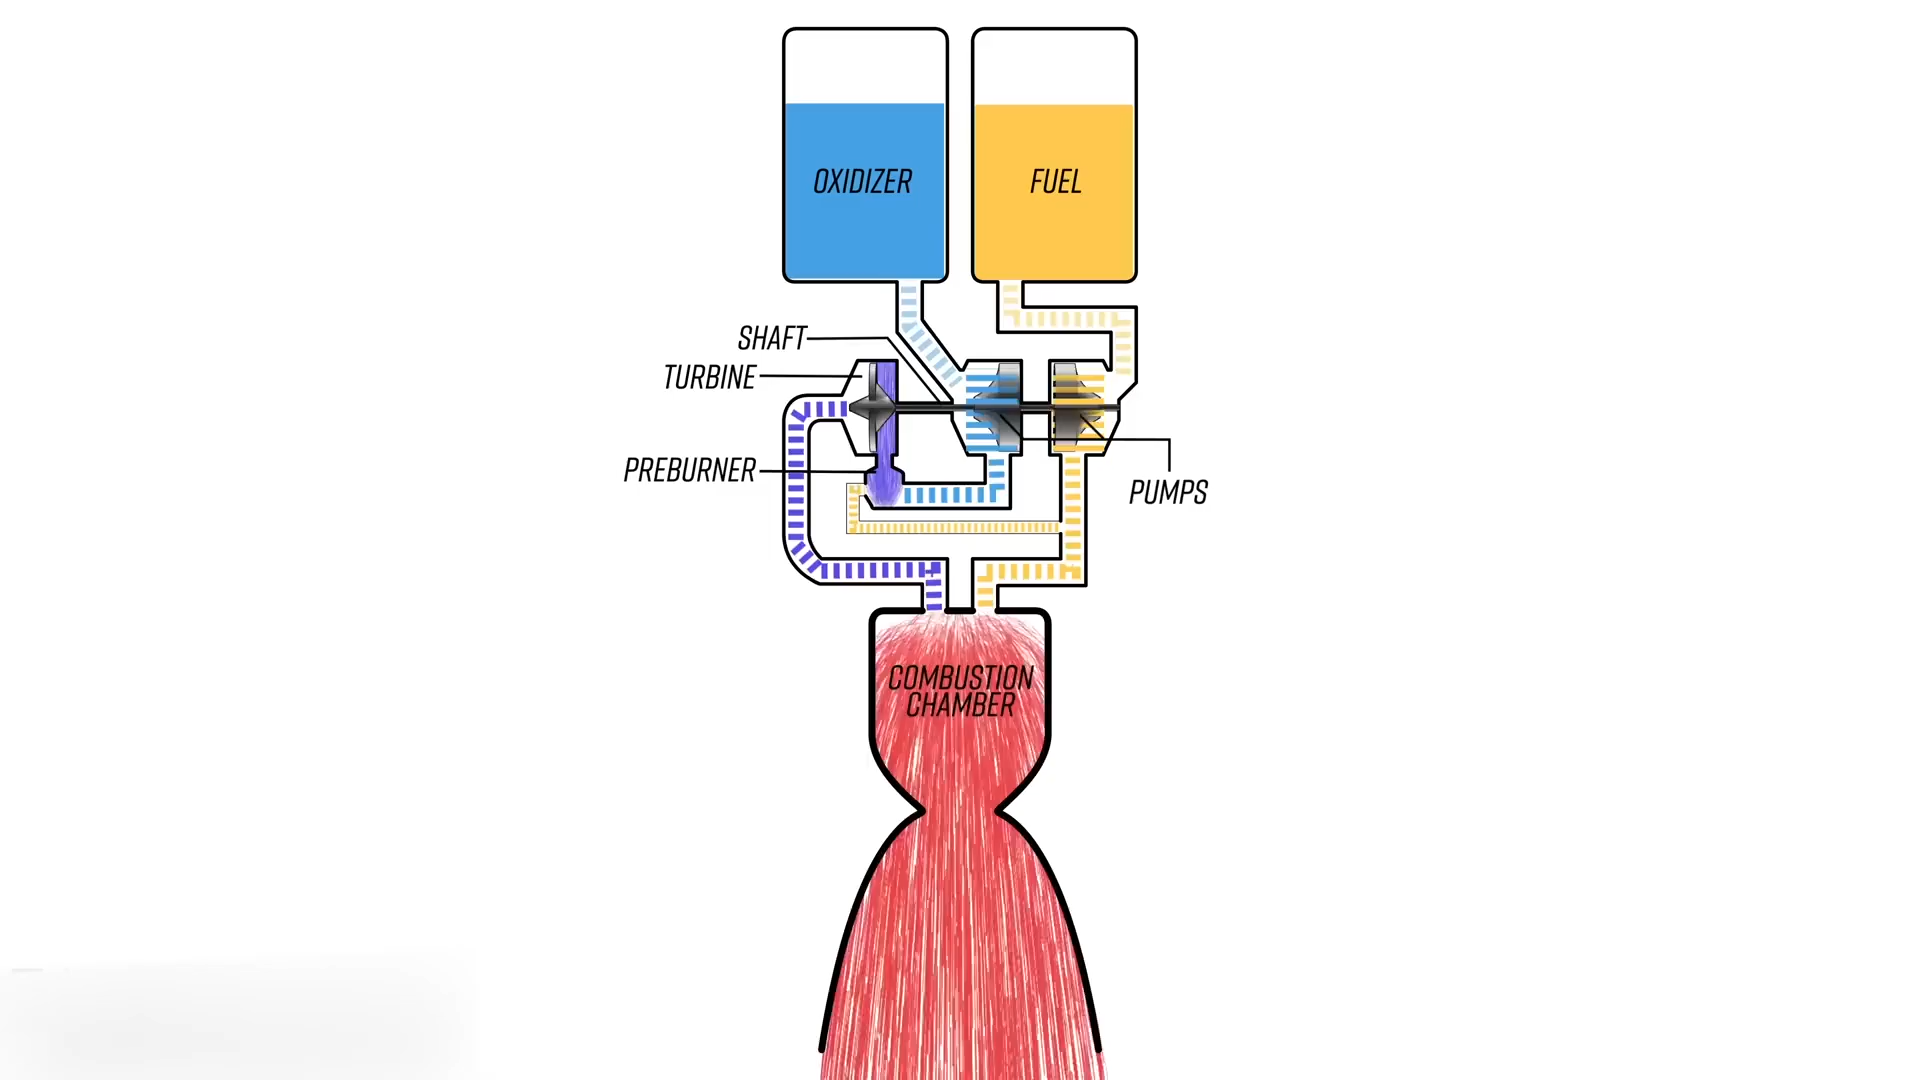 OXIDIZER
FUEL
SHAFT
TURBINE
PREBURNER
PUMPS
COMBUSTION
CHAMBER